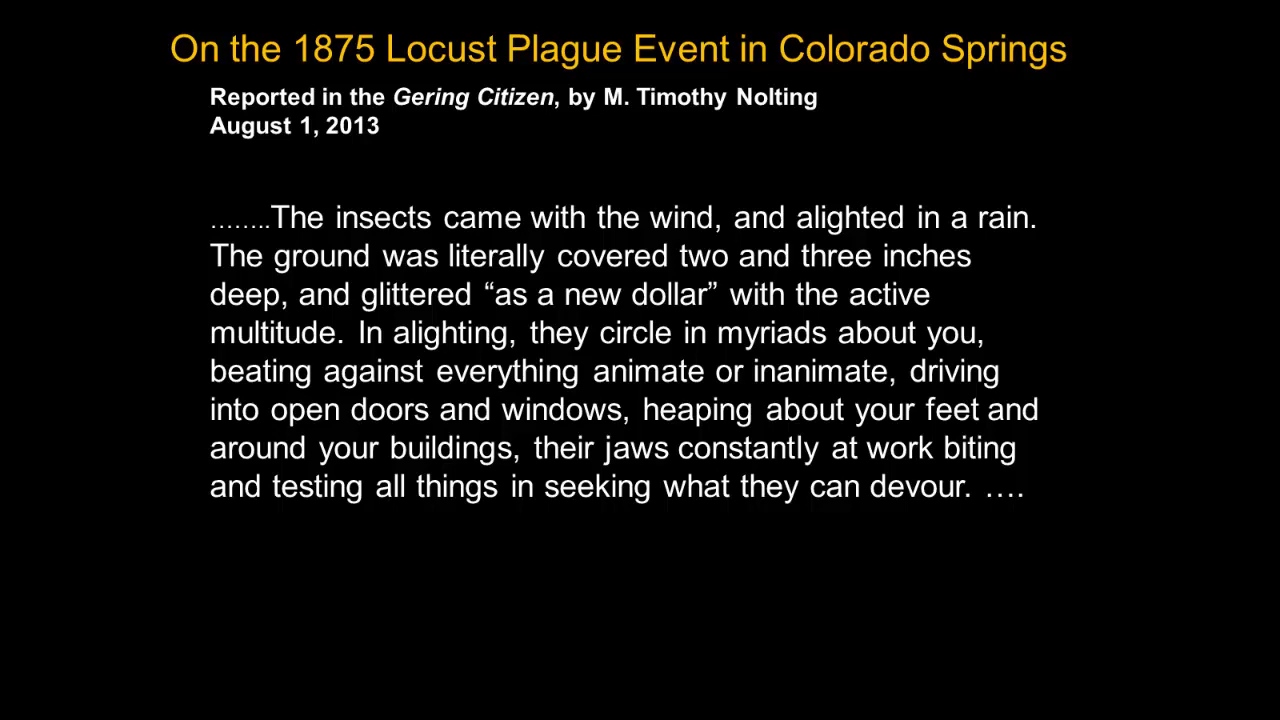 On the 1875 Locust Plague Event in Colorado Springs
Reported in the Gering Citizen, by M. Timothy Nolting
August 1, 2013
........The insects came with the wind, and alighted in a rain.
The ground was literally covered two and three inches
deep, and glittered “as a new dollar” with the active
multitude. In alighting, they circle in myriads about you,
beating against everything animate or inanimate, driving
into open doors and windows, heaping about your feet and
around your buildings, their jaws constantly at work biting
and testing all things in seeking what they can devour. ….